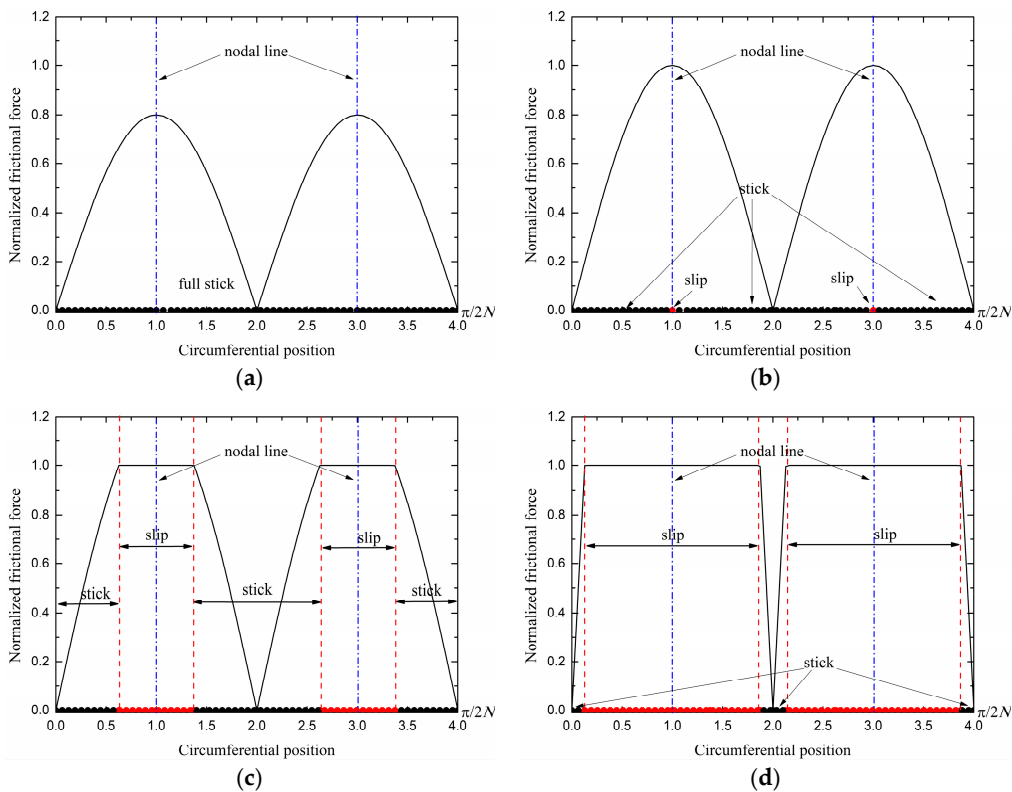 1.2
1.0
0.8
0.6
0.4
0.2
0.0
Normalized frictional force
nodal line
full stick
0.0 0.5 1.0 1.5 2.0 2.5 3.0 3.5 4.0
π/2N
Circumferential position
(a)
1.2
1.0
0.8
0.6
0.4
0.2
0.0
Normalized frictional force
nodal line
stick
slip
slip
0.0 0.5 1.0 1.5 2.0 2.5 3.0 3.5 4.0
π/2N
Circumferential position
(b)
1.2
1.0
0.8
0.6
0.4
0.2
0.0
Normalized frictional force
nodal line
slip
slip
stick
stick
stick
0.0 0.5 1.0 1.5 2.0 2.5 3.0 3.5 4.0
π/2N
Circumferential position
(c)
1.2
1.0
0.8
0.6
0.4
0.2
0.0
Normalized frictional force
nodal line
slip
slip
stick
0.0 0.5 1.0 1.5 2.0 2.5 3.0 3.5 4.0
π/2N
Circumferential position
(d)